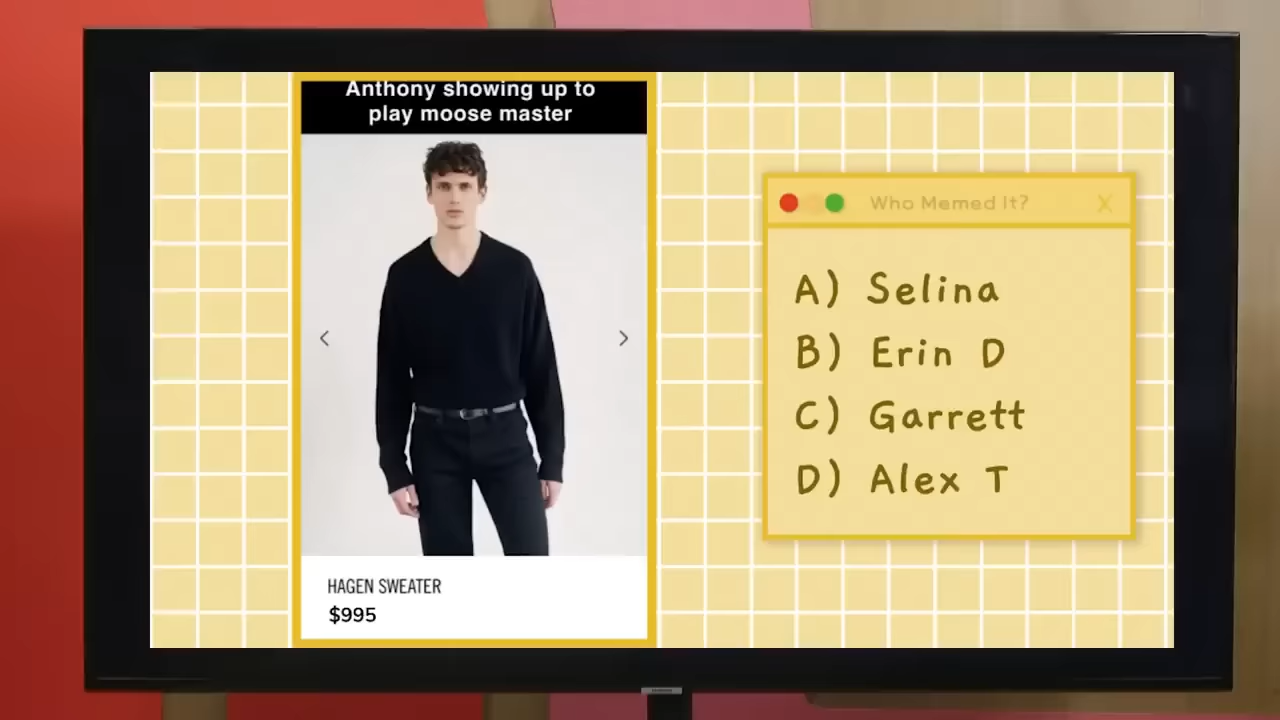 Anthony showing up to
play moose master
HAGEN SWEATER
$995
Who Memed It?
X
A) Selina
B) Erin D
C) Garrett
D) Alex T